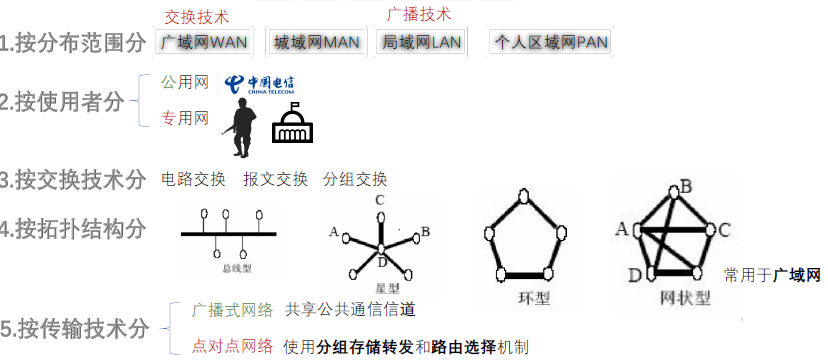 交换技术 广播技术
1.按分布范围分 广域网WAN 城域网MAN 局域网LAN 个人区域网PAN
公用网 中国电信
CHINA TELECOM
2.按使用者分
专用网
3.按交换技术分 电路交换 报文交换 分组交换
4.按拓扑结构分
总线型
C
A B
D
星型
环型
B
A C
D
网状型
常用于广域网
广播式网络 共享公共通信信道
5.按传输技术分
点对点网络 使用分组存储转发和路由选择机制